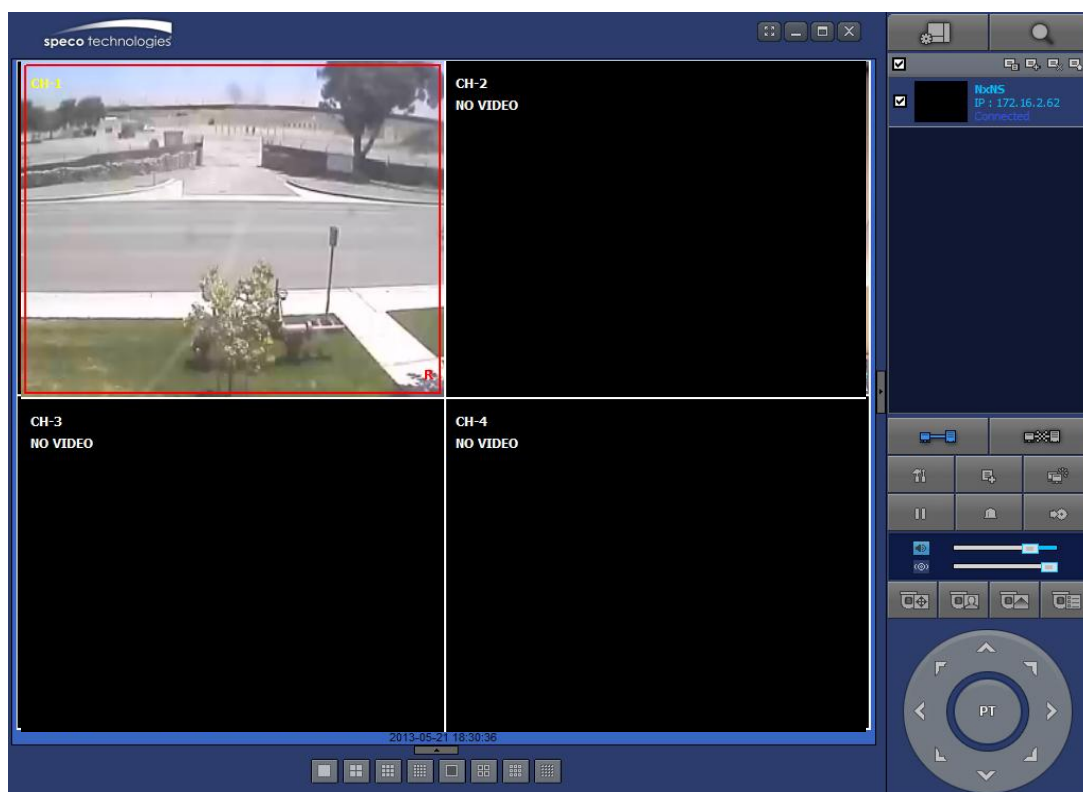 speco technologies
CH-1
CH-2
NO VIDEO
NxNS
IP : 172.16.2.62
Connected
R
CH-3
NO VIDEO
CH-4
NO VIDEO
2013-05-21 18:30:36
PT